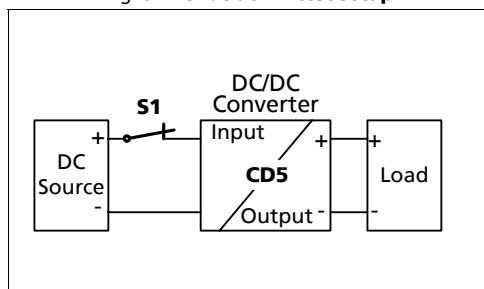 DC/DC
Converter
S1
+
DC
Source
-
Input
CD5
Output
+
-
+
Load
-